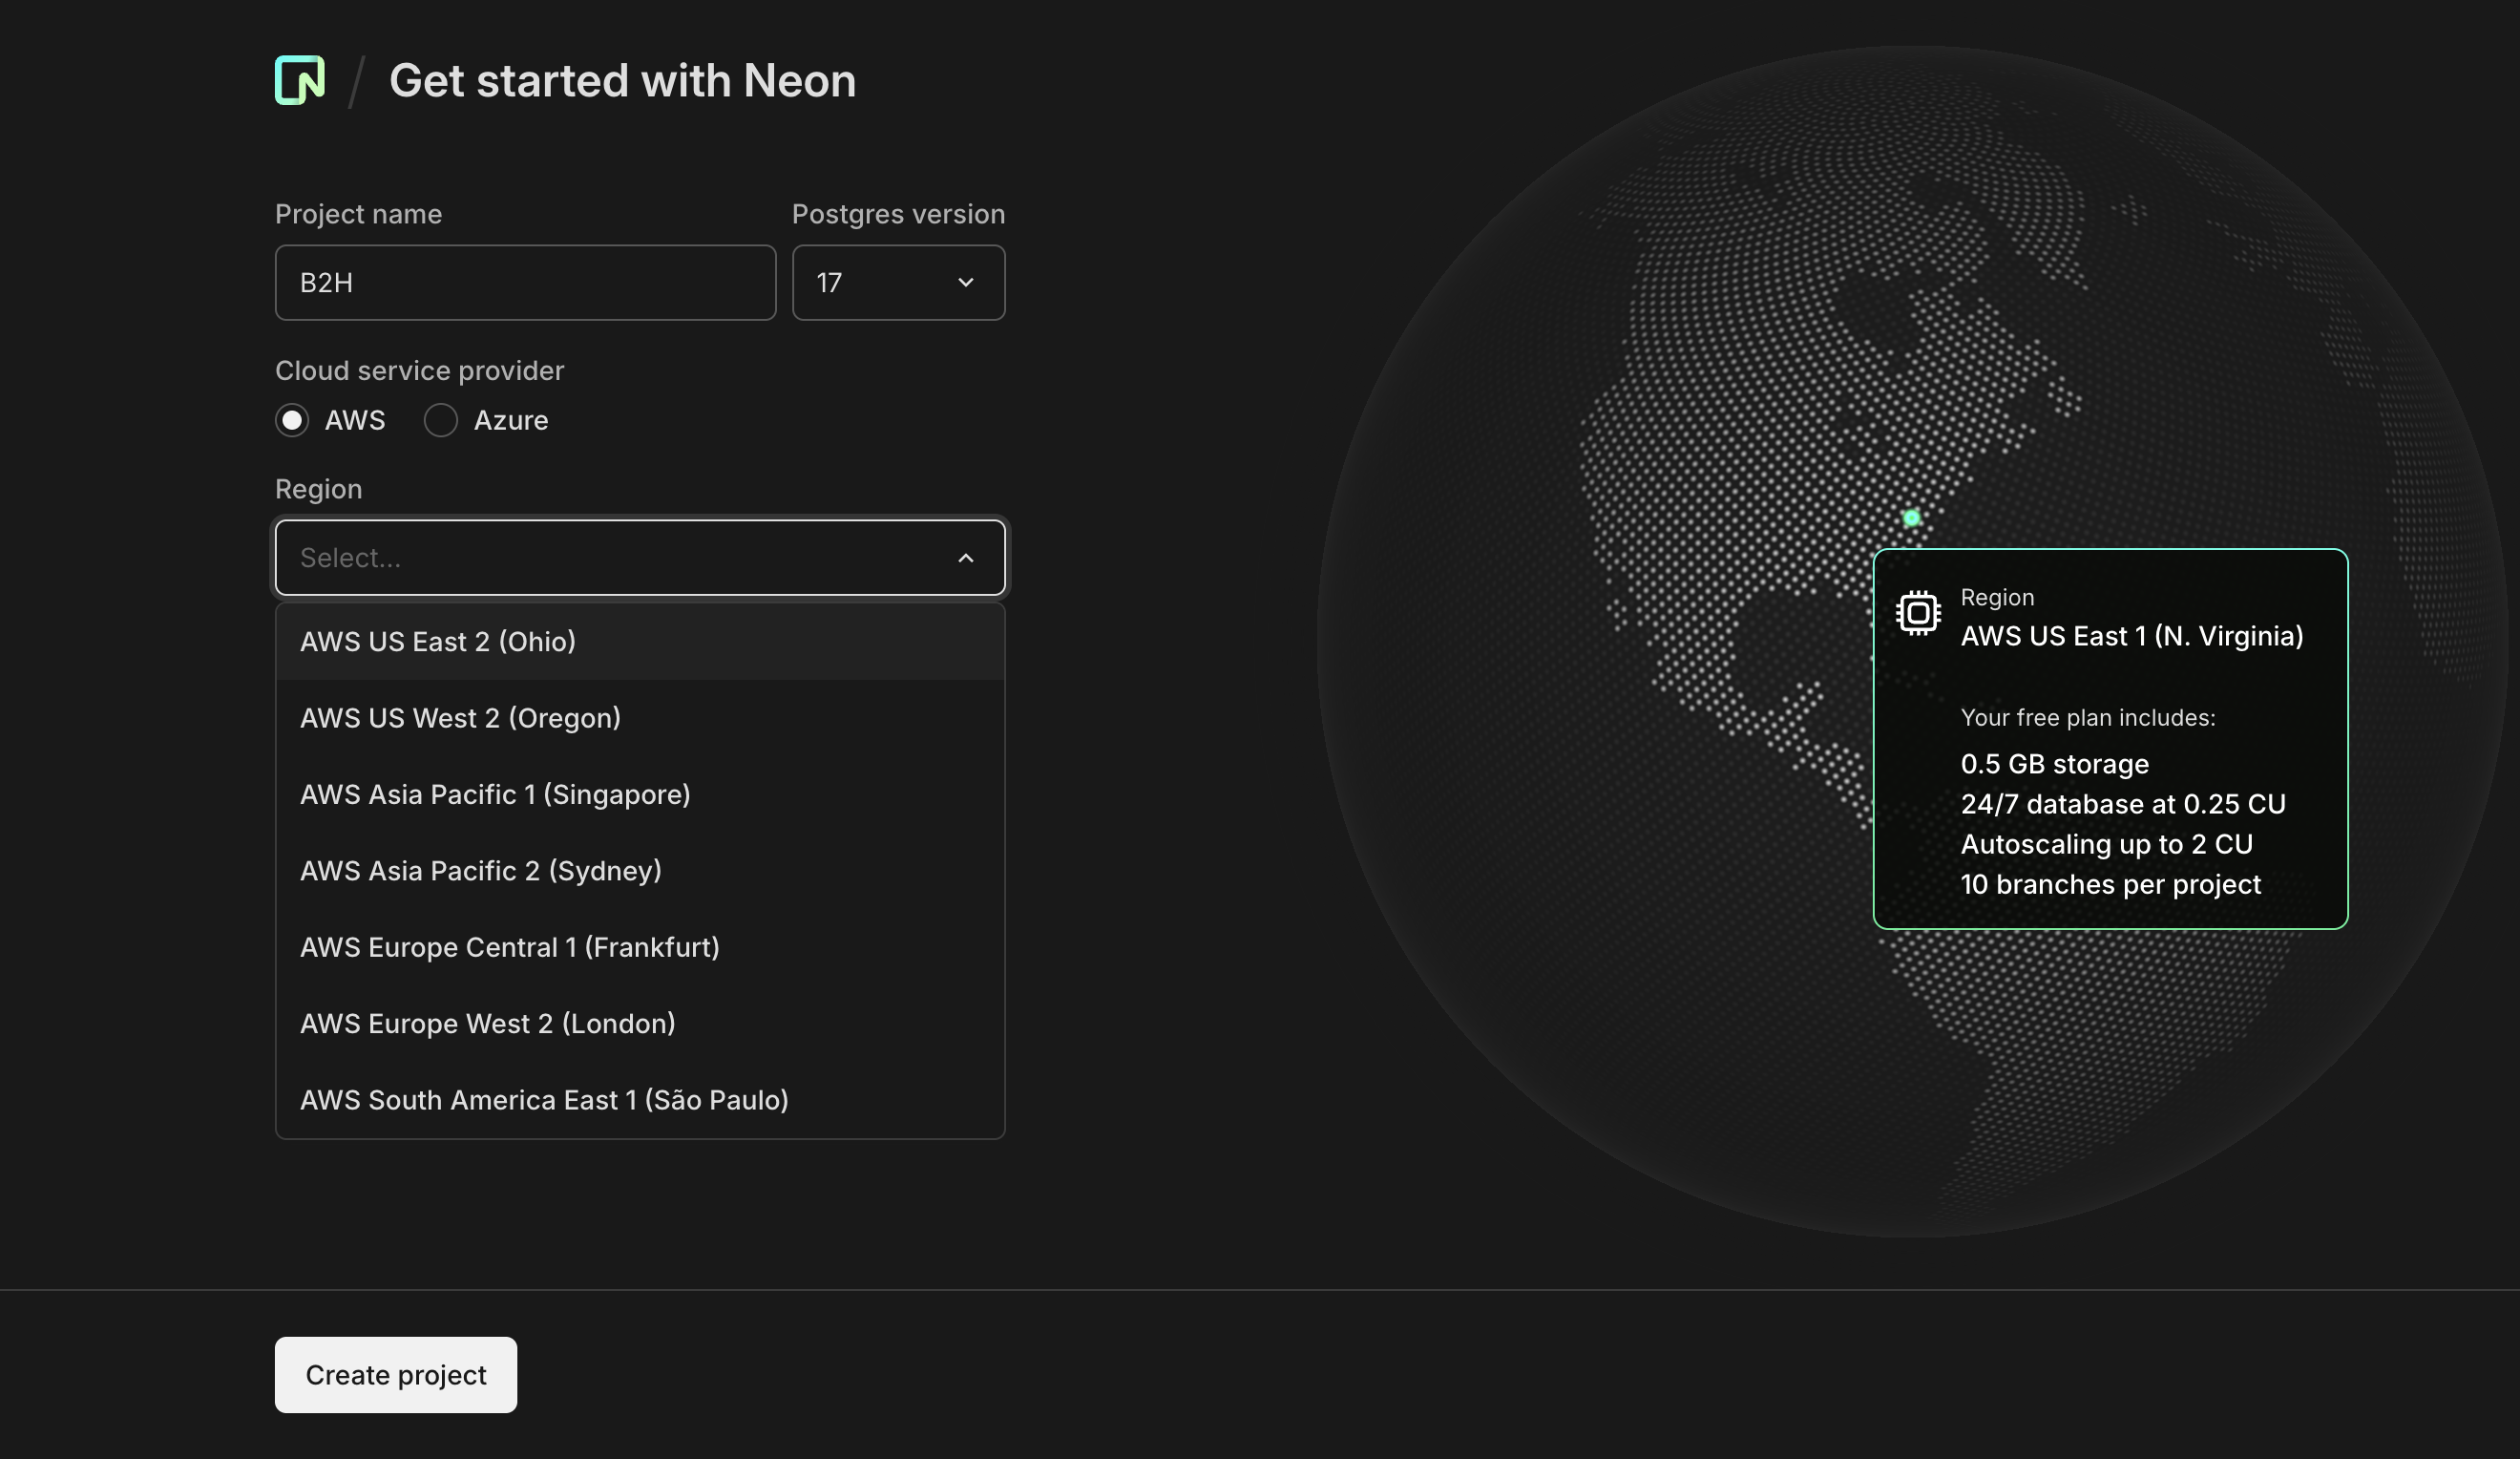 Get started with Neon
Project name
Postgres version
B2H
17
Cloud service provider
AWS
Azure
Region
Select...
AWS US East 2 (Ohio)
AWS US West 2 (Oregon)
AWS Asia Pacific 1 (Singapore)
AWS Asia Pacific 2 (Sydney)
AWS Europe Central 1 (Frankfurt)
AWS Europe West 2 (London)
AWS South America East 1 (São Paulo)
Region
AWS US East 1 (N. Virginia)
Your free plan includes:
0.5 GB storage
24/7 database at 0.25 CU
Autoscaling up to 2 CU
10 branches per project
Create project